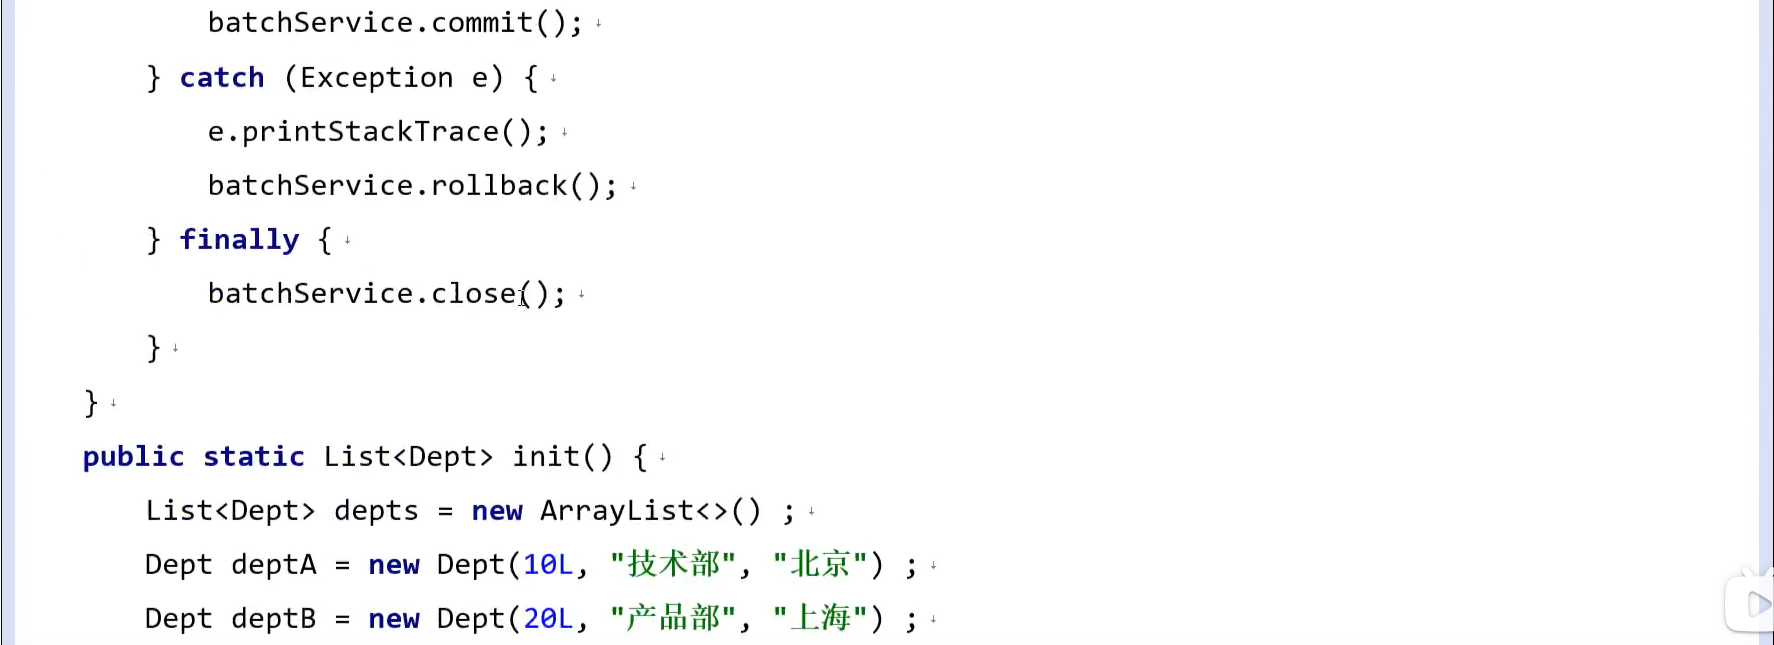 batchService.commit();↓
} catch (Exception e) {↓
e.printStackTrace();↓
batchService.rollback();↓
} finally {↓
batchService.close();↓
}↓
}↓
public static List<Dept> init() {↓
List<Dept> depts = new ArrayList<>() ;↓
Dept deptA = new Dept(10L, "技术部", "北京") ;↓
Dept deptB = new Dept(20L, "产品部", "上海") ;↓